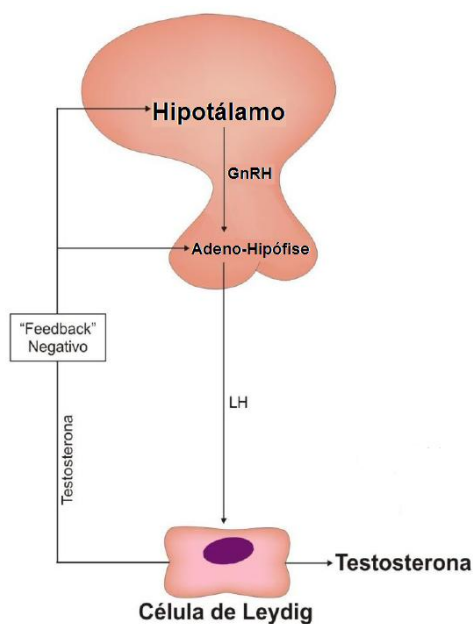 Hipotálamo
GnRH
Adeno-Hipófise
“Feedback”
Negativo
LH
Testosterona
Testosterona
Célula de Leydig